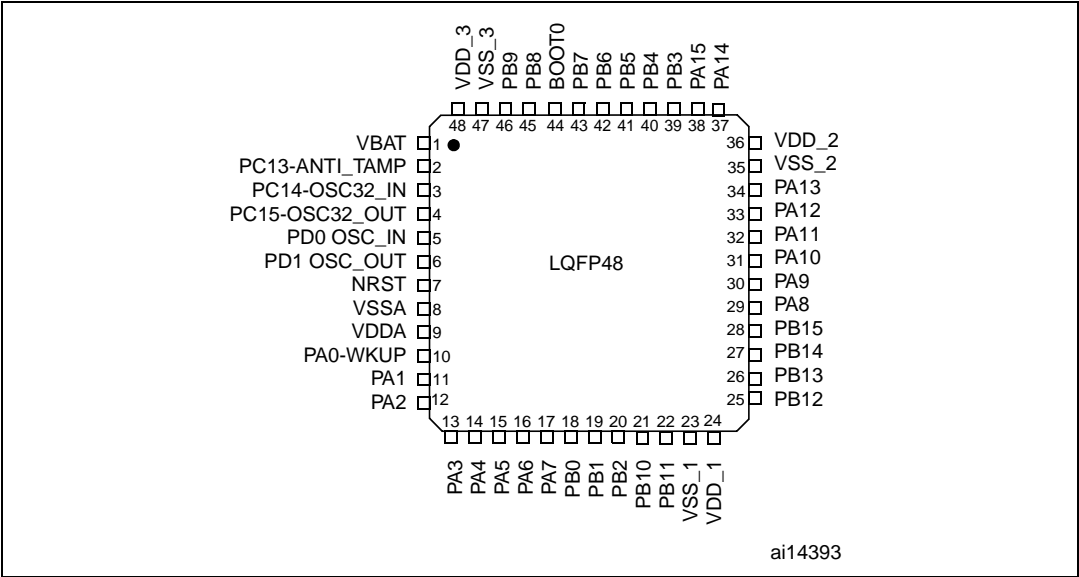 VDD_3
VSS_3
PB9
PB8
BOOT0
PB7
PB6
PB5
PB4
PB3
PA15
PA14
48 47 46 45 44 43 42 41 40 39 38 37
VBAT 1
PC13-ANTI_TAMP 2
PC14-OSC32_IN 3
PC15-OSC32_OUT 4
PD0 OSC_IN 5
PD1 OSC_OUT 6
NRST 7
VSSA 8
VDDA 9
PA0-WKUP 10
PA1 11
PA2 12
LQFP48
36 VDD_2
35 VSS_2
34 PA13
33 PA12
32 PA11
31 PA10
30 PA9
29 PA8
28 PB15
27 PB14
26 PB13
25 PB12
13 14 15 16 17 18 19 20 21 22 23 24
PA3
PA4
PA5
PA6
PA7
PB0
PB1
PB2
PB10
PB11
VSS_1
VDD_1
ai14393